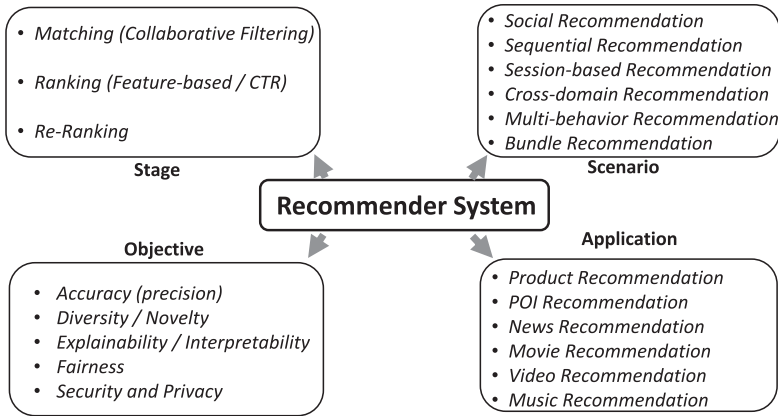 • Matching (Collaborative Filtering)
• Ranking (Feature-based / CTR)
• Re-Ranking
Stage
• Social Recommendation
• Sequential Recommendation
• Session-based Recommendation
• Cross-domain Recommendation
• Multi-behavior Recommendation
• Bundle Recommendation
Scenario
Recommender System
Objective
• Accuracy (precision)
• Diversity / Novelty
• Explainability / Interpretability
• Fairness
• Security and Privacy
Application
• Product Recommendation
• POI Recommendation
• News Recommendation
• Movie Recommendation
• Video Recommendation
• Music Recommendation